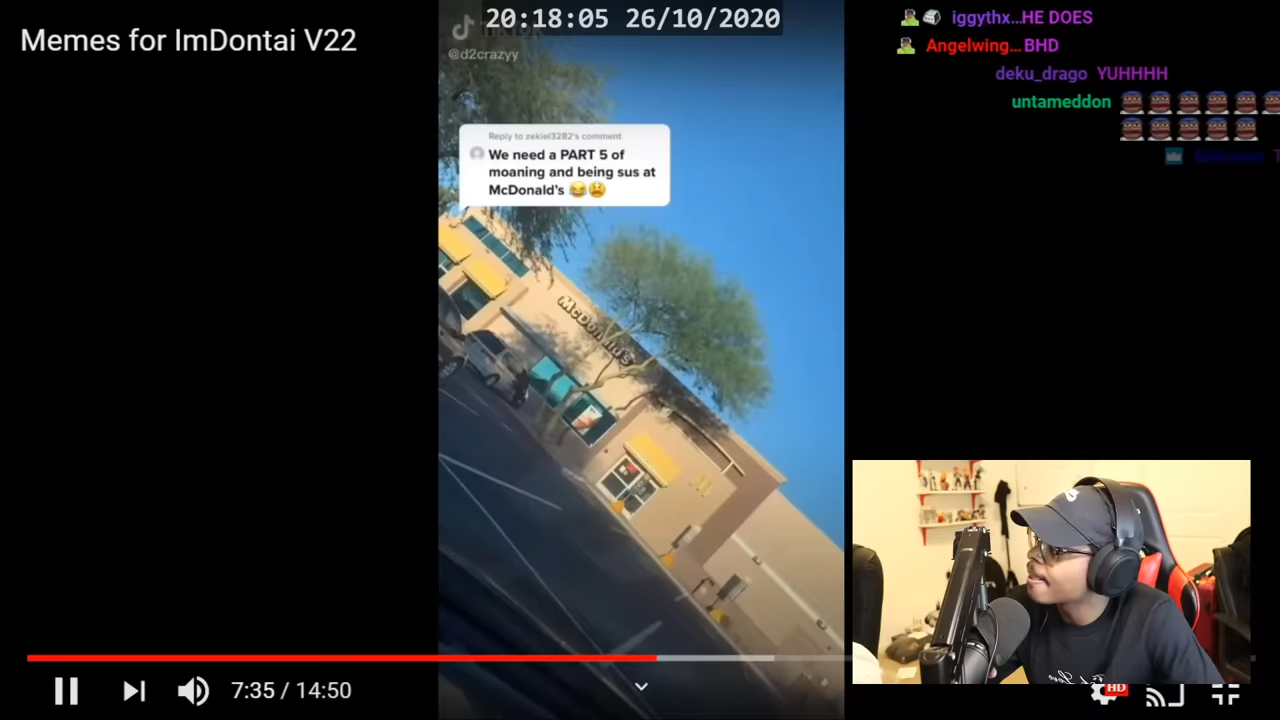 Memes for ImDontai V22
20:18:05 26/10/2020
@d2crazyy
Reply to zekiel3282's comment
We need a PART 5 of
moaning and being sus at
McDonald's 😂😫
McDonald's
iggythx...HE DOES
Angelwing...BHD
deku_drago YUHHHH
untameddon
7:35 / 14:50
HD